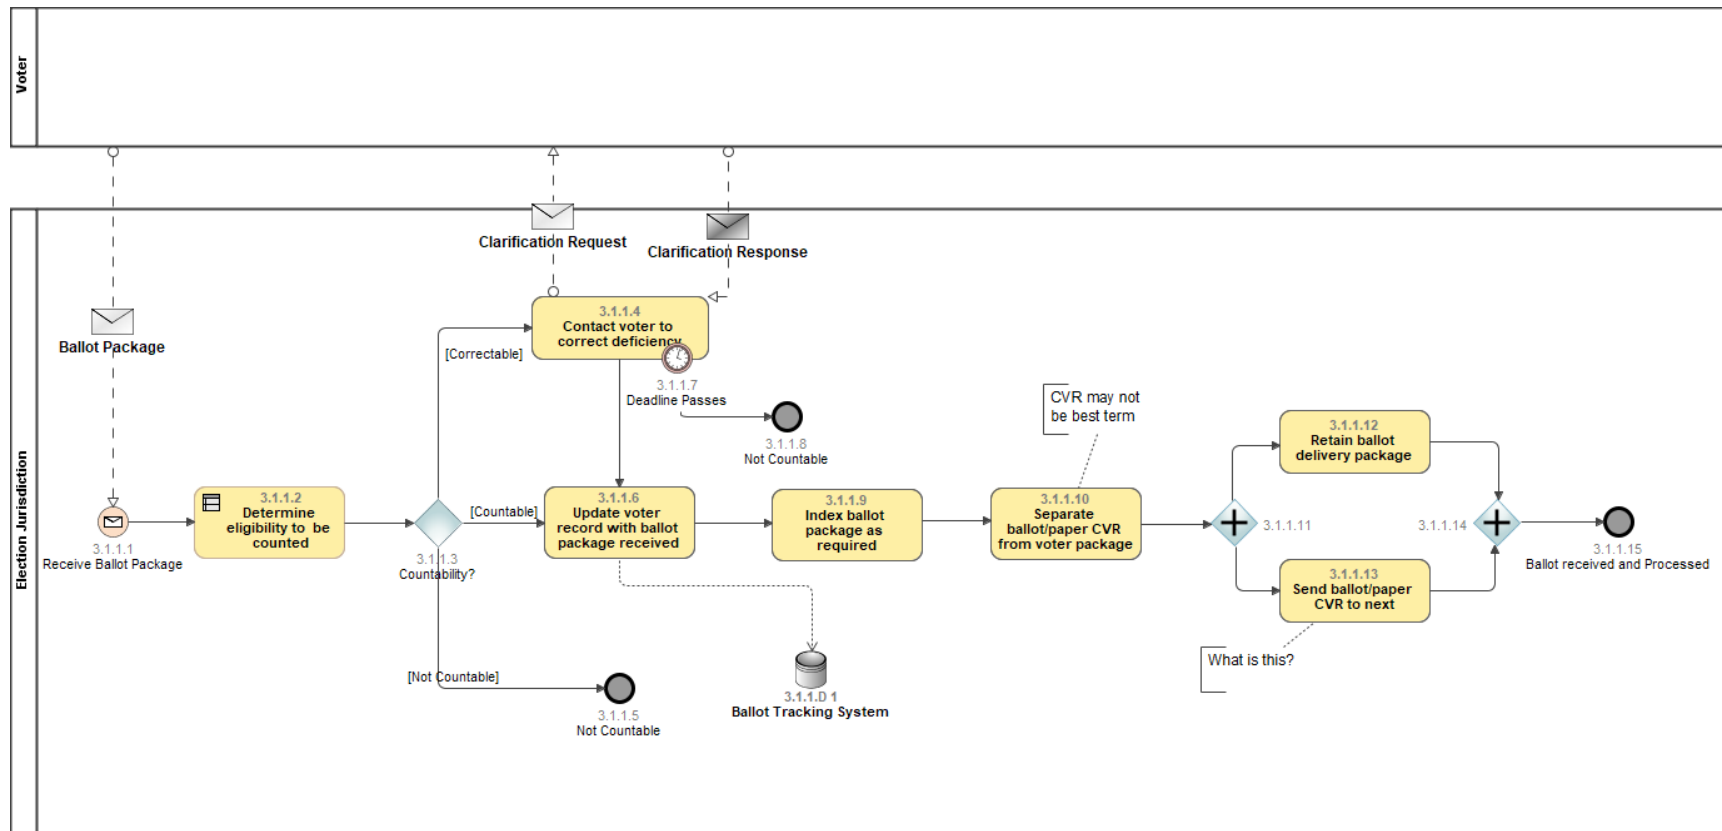 Voter
Election Jurisdiction
Ballot Package
Clarification Request
Clarification Response
3.1.1.1
Receive Ballot Package
3.1.1.2
Determine
eligibility to be
counted
3.1.1.3
Countability?
[Correctable]
[Countable]
[Not Countable]
3.1.1.4
Contact voter to
correct deficiency
3.1.1.7
Deadline Passes
3.1.1.8
Not Countable
3.1.1.5
Not Countable
3.1.1.6
Update voter
record with ballot
package received
3.1.1.D 1
Ballot Tracking System
3.1.1.9
Index ballot
package as
required
CVR may not
be best term
3.1.1.10
Separate
ballot/paper CVR
from voter package
3.1.1.11
3.1.1.12
Retain ballot
delivery package
3.1.1.13
Send ballot/paper
CVR to next
What is this?
3.1.1.14
3.1.1.15
Ballot received and Processed